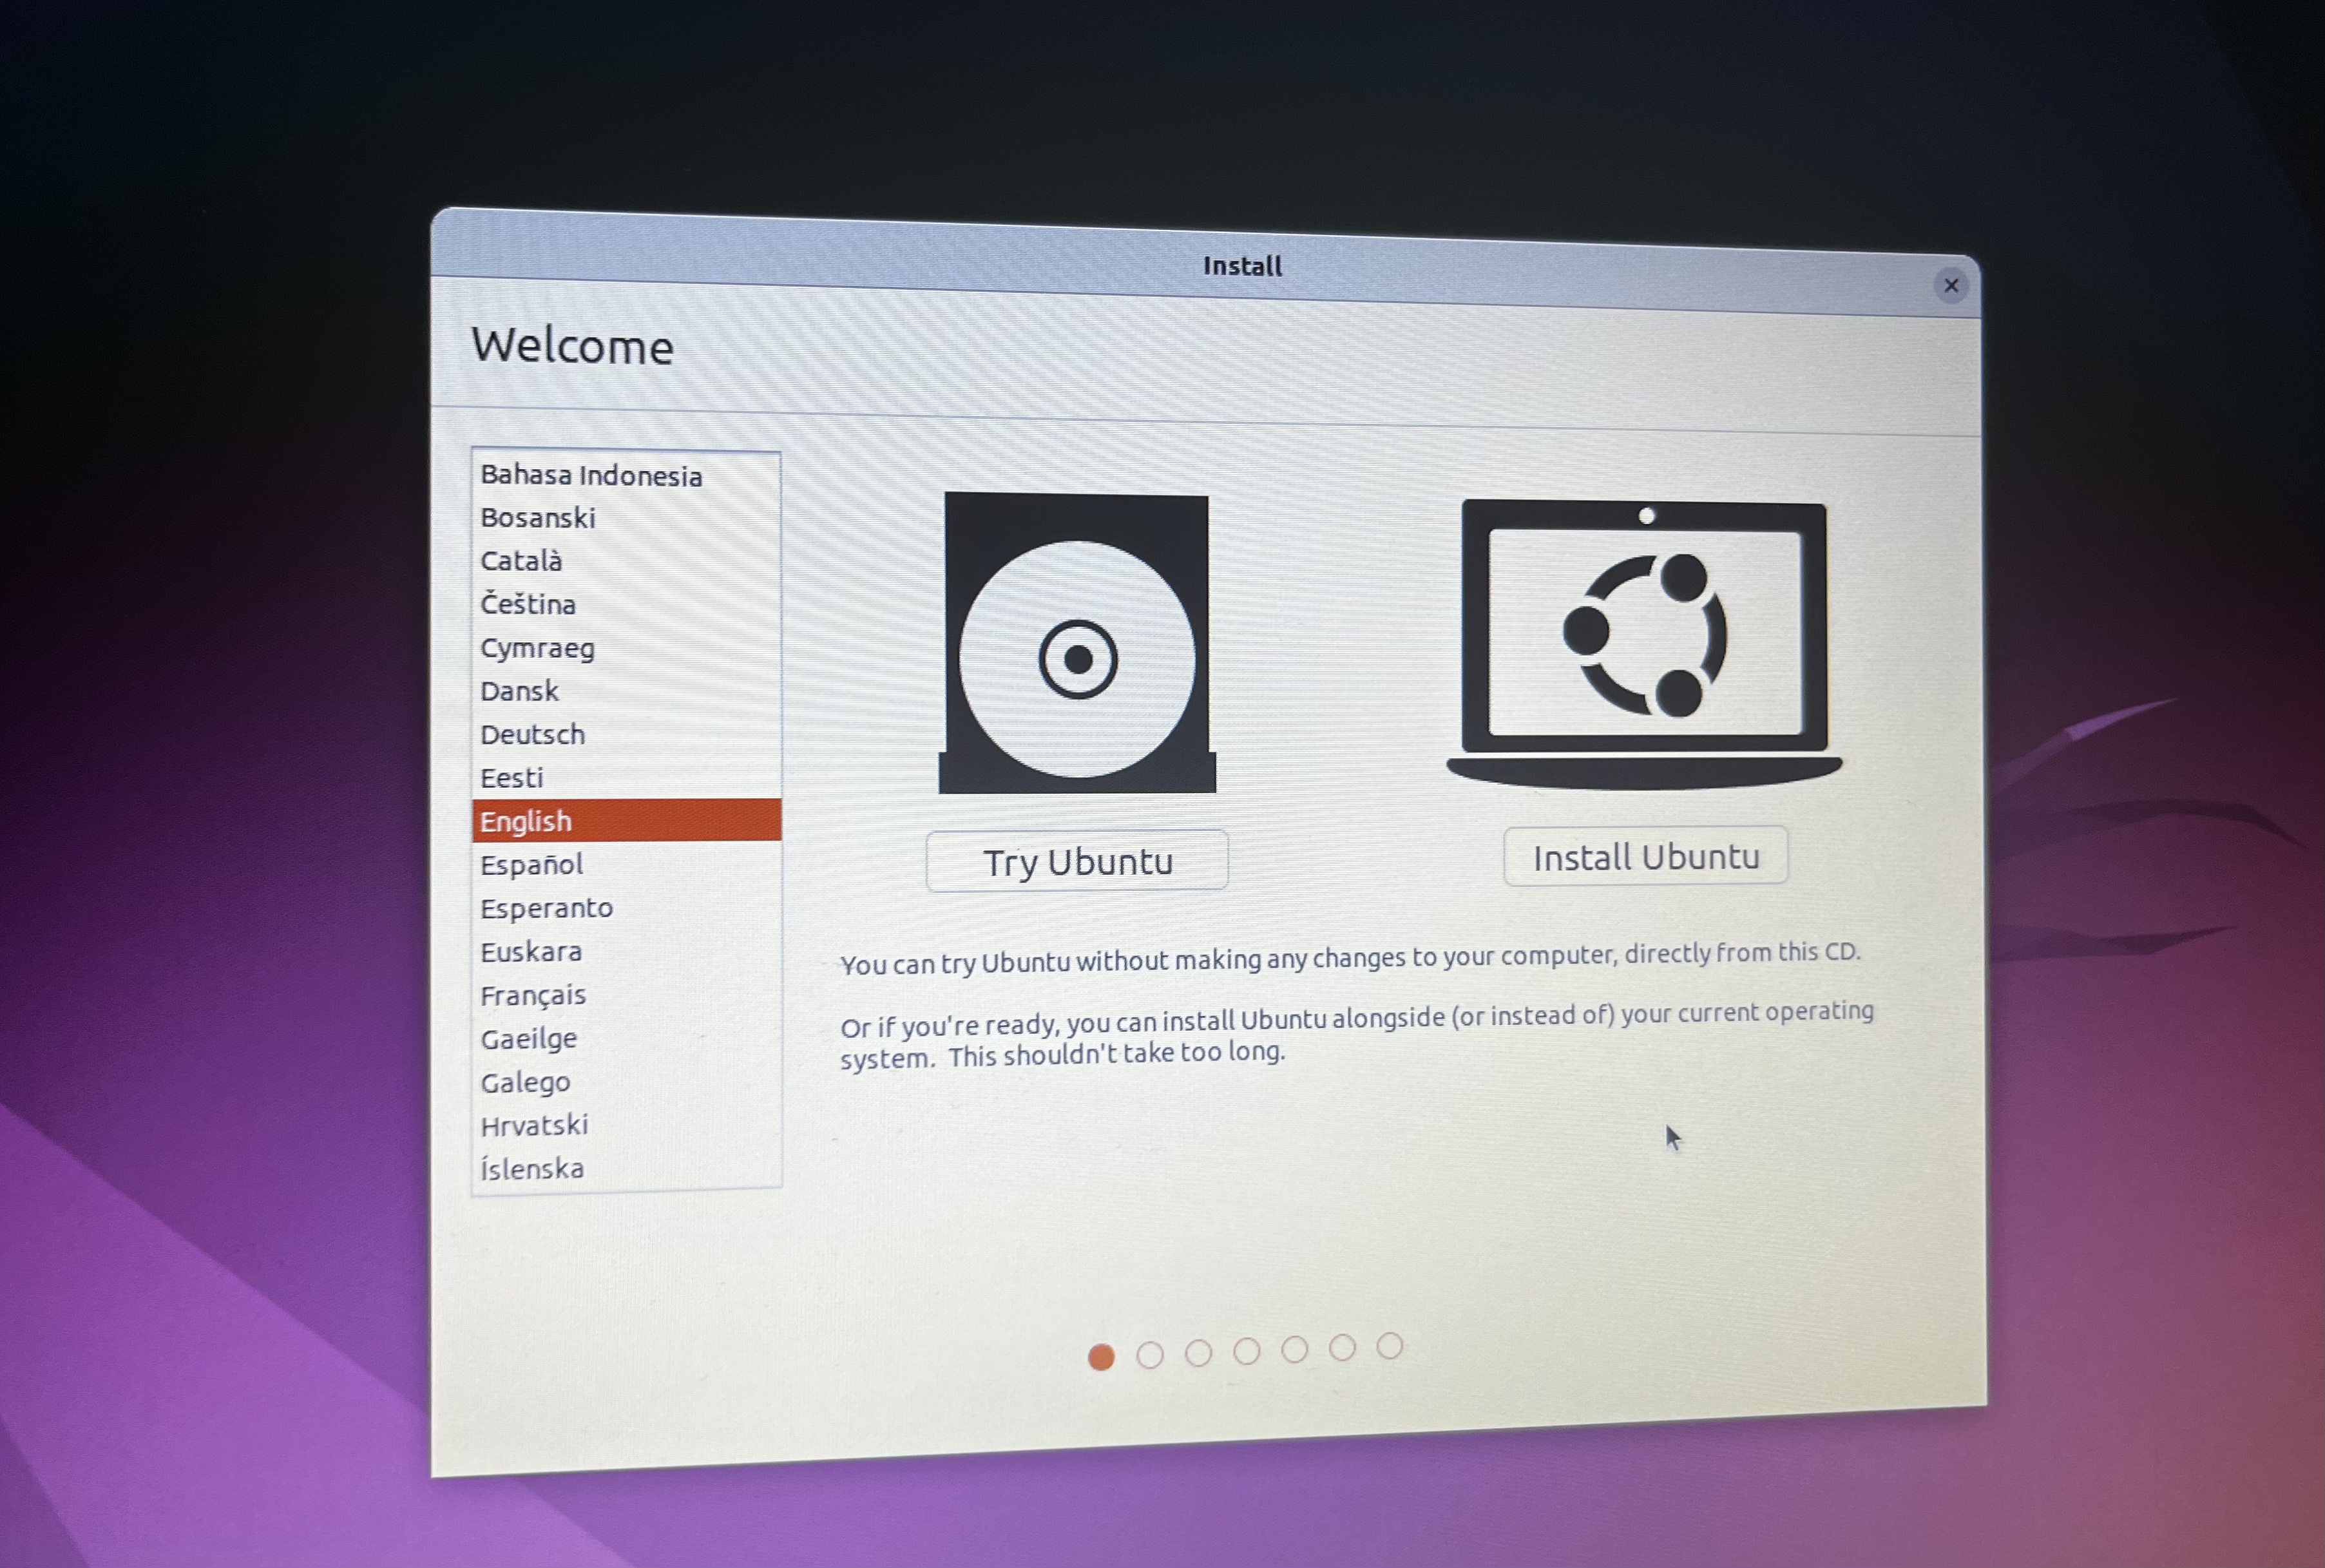 Install
Welcome
Bahasa Indonesia
Bosanski
Català
Čeština
Cymraeg
Dansk
Deutsch
Eesti
English
Español
Esperanto
Euskara
Français
Gaeilge
Galego
Hrvatski
Íslenska
Try Ubuntu
Install Ubuntu
You can try Ubuntu without making any changes to your computer, directly from this CD.
Or if you're ready, you can install Ubuntu alongside (or instead of) your current operating
system.  This shouldn't take too long.